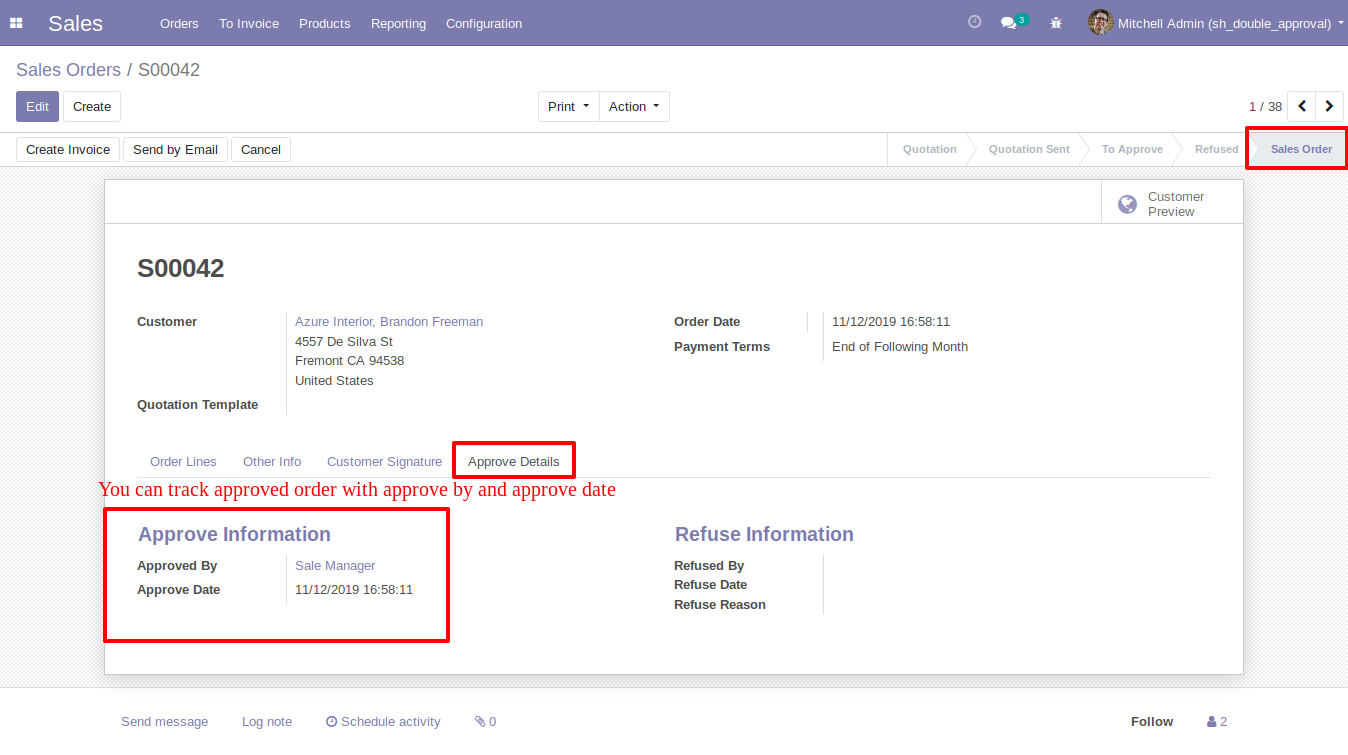 Sales Orders To Invoice Products Reporting Configuration 3 Mitchell Admin (sh_double_approval)
Sales Orders / S00042
Edit Create Print Action 1 / 38
Create Invoice Send by Email Cancel Quotation Quotation Sent To Approve Refused Sales Order
Customer
Preview
S00042
Customer Azure Interior, Brandon Freeman Order Date 11/12/2019 16:58:11
4557 De Silva St Payment Terms End of Following Month
Fremont CA 94538
United States
Quotation Template
Order Lines Other Info Customer Signature Approve Details
You can track approved order with approve by and approve date
Approve Information Refuse Information
Approved By Sale Manager Refused By
Approve Date 11/12/2019 16:58:11 Refuse Date
Refuse Reason
Send message Log note Schedule activity 0 Follow 2